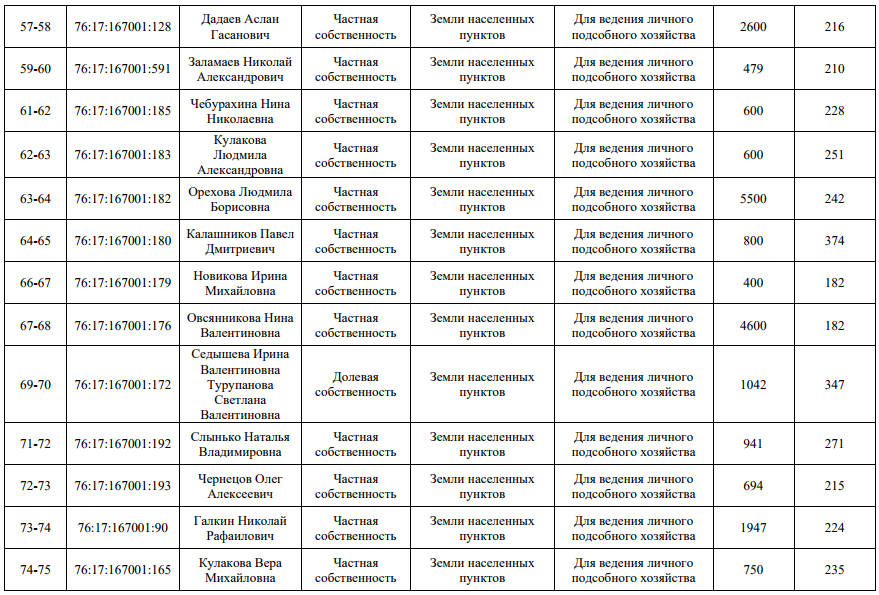 57-58 76:17:167001:128 Дадаев Аслан Гасанович Частная собственность Земли населенных пунктов Для ведения личного подсобного хозяйства 2600 216
59-60 76:17:167001:591 Заламаев Николай Александрович Частная собственность Земли населенных пунктов Для ведения личного подсобного хозяйства 479 210
61-62 76:17:167001:185 Чебурахина Нина Николаевна Частная собственность Земли населенных пунктов Для ведения личного подсобного хозяйства 600 228
62-63 76:17:167001:183 Кулакова Людмила Александровна Частная собственность Земли населенных пунктов Для ведения личного подсобного хозяйства 600 251
63-64 76:17:167001:182 Орехова Людмила Борисовна Частная собственность Земли населенных пунктов Для ведения личного подсобного хозяйства 5500 242
64-65 76:17:167001:180 Калашников Павел Дмитриевич Частная собственность Земли населенных пунктов Для ведения личного подсобного хозяйства 800 374
66-67 76:17:167001:179 Новикова Ирина Михайловна Частная собственность Земли населенных пунктов Для ведения личного подсобного хозяйства 400 182
67-68 76:17:167001:176 Овсянникова Нина Валентиновна Частная собственность Земли населенных пунктов Для ведения личного подсобного хозяйства 4600 182
69-70 76:17:167001:172 Седышева Ирина Валентиновна Турупанова Светлана Валентиновна Долевая собственность Земли населенных пунктов Для ведения личного подсобного хозяйства 1042 347
71-72 76:17:167001:192 Слынько Наталья Владимировна Частная собственность Земли населенных пунктов Для ведения личного подсобного хозяйства 941 271
72-73 76:17:167001:193 Чернецов Олег Алексеевич Частная собственность Земли населенных пунктов Для ведения личного подсобного хозяйства 694 215
73-74 76:17:167001:90 Галкин Николай Рафаилович Частная собственность Земли населенных пунктов Для ведения личного подсобного хозяйства 1947 224
74-75 76:17:167001:165 Кулакова Вера Михайловна Частная собственность Земли населенных пунктов Для ведения личного подсобного хозяйства 750 235